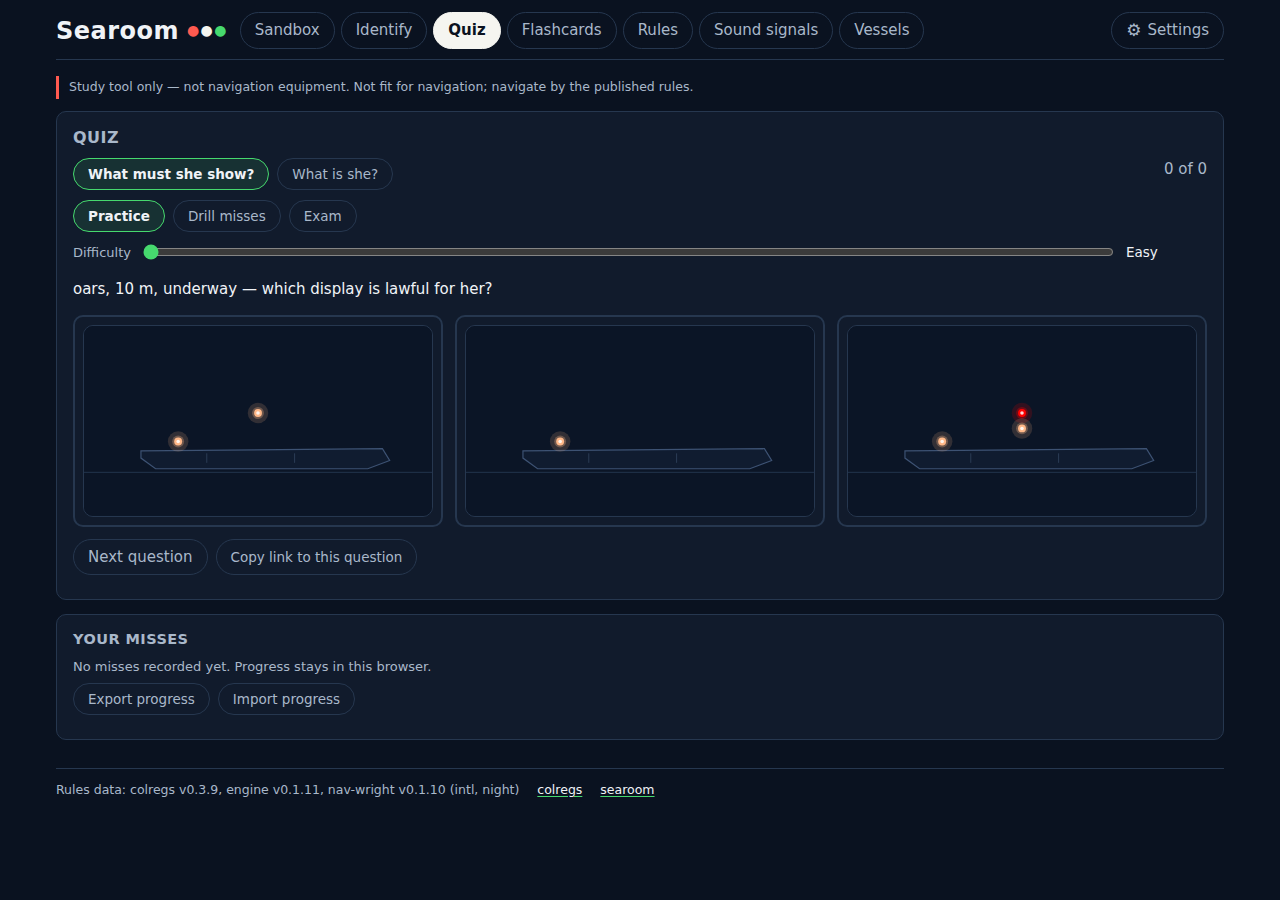 Searoom
Sandbox
Identify
Quiz
Flashcards
Rules
Sound signals
Vessels
⚙ Settings
Study tool only — not navigation equipment. Not fit for navigation; navigate by the published rules.
QUIZ
What must she show?
What is she?
0 of 0
Practice
Drill misses
Exam
Difficulty
Easy
oars, 10 m, underway — which display is lawful for her?
Next question
Copy link to this question
YOUR MISSES
No misses recorded yet. Progress stays in this browser.
Export progress
Import progress
Rules data: colregs v0.3.9, engine v0.1.11, nav-wright v0.1.10 (intl, night) colregs searoom